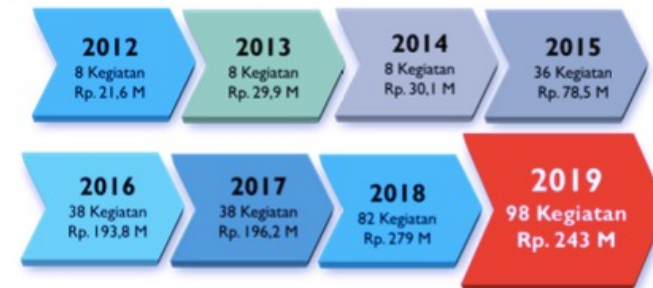 2012
8 Kegiatan
Rp. 21,6 M
2013
8 Kegiatan
Rp. 29,9 M
2014
8 Kegiatan
Rp. 30,1 M
2015
36 Kegiatan
Rp. 78,5 M
2016
38 Kegiatan
Rp. 193,8 M
2017
38 Kegiatan
Rp. 196,2 M
2018
82 Kegiatan
Rp. 279 M
2019
98 Kegiatan
Rp. 243 M